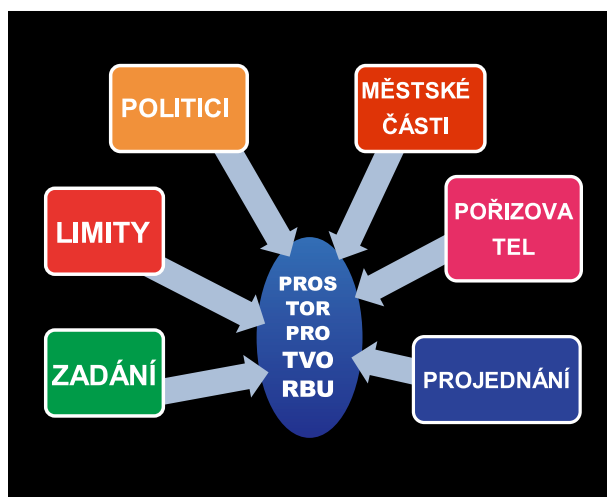 POLITICI
MĚSTSKÉ
ČÁSTI
LIMITY
POŘIZOVA
TEL
PROS
TOR
PRO
TVO
RBU
ZADÁNÍ
PROJEDNÁNÍ